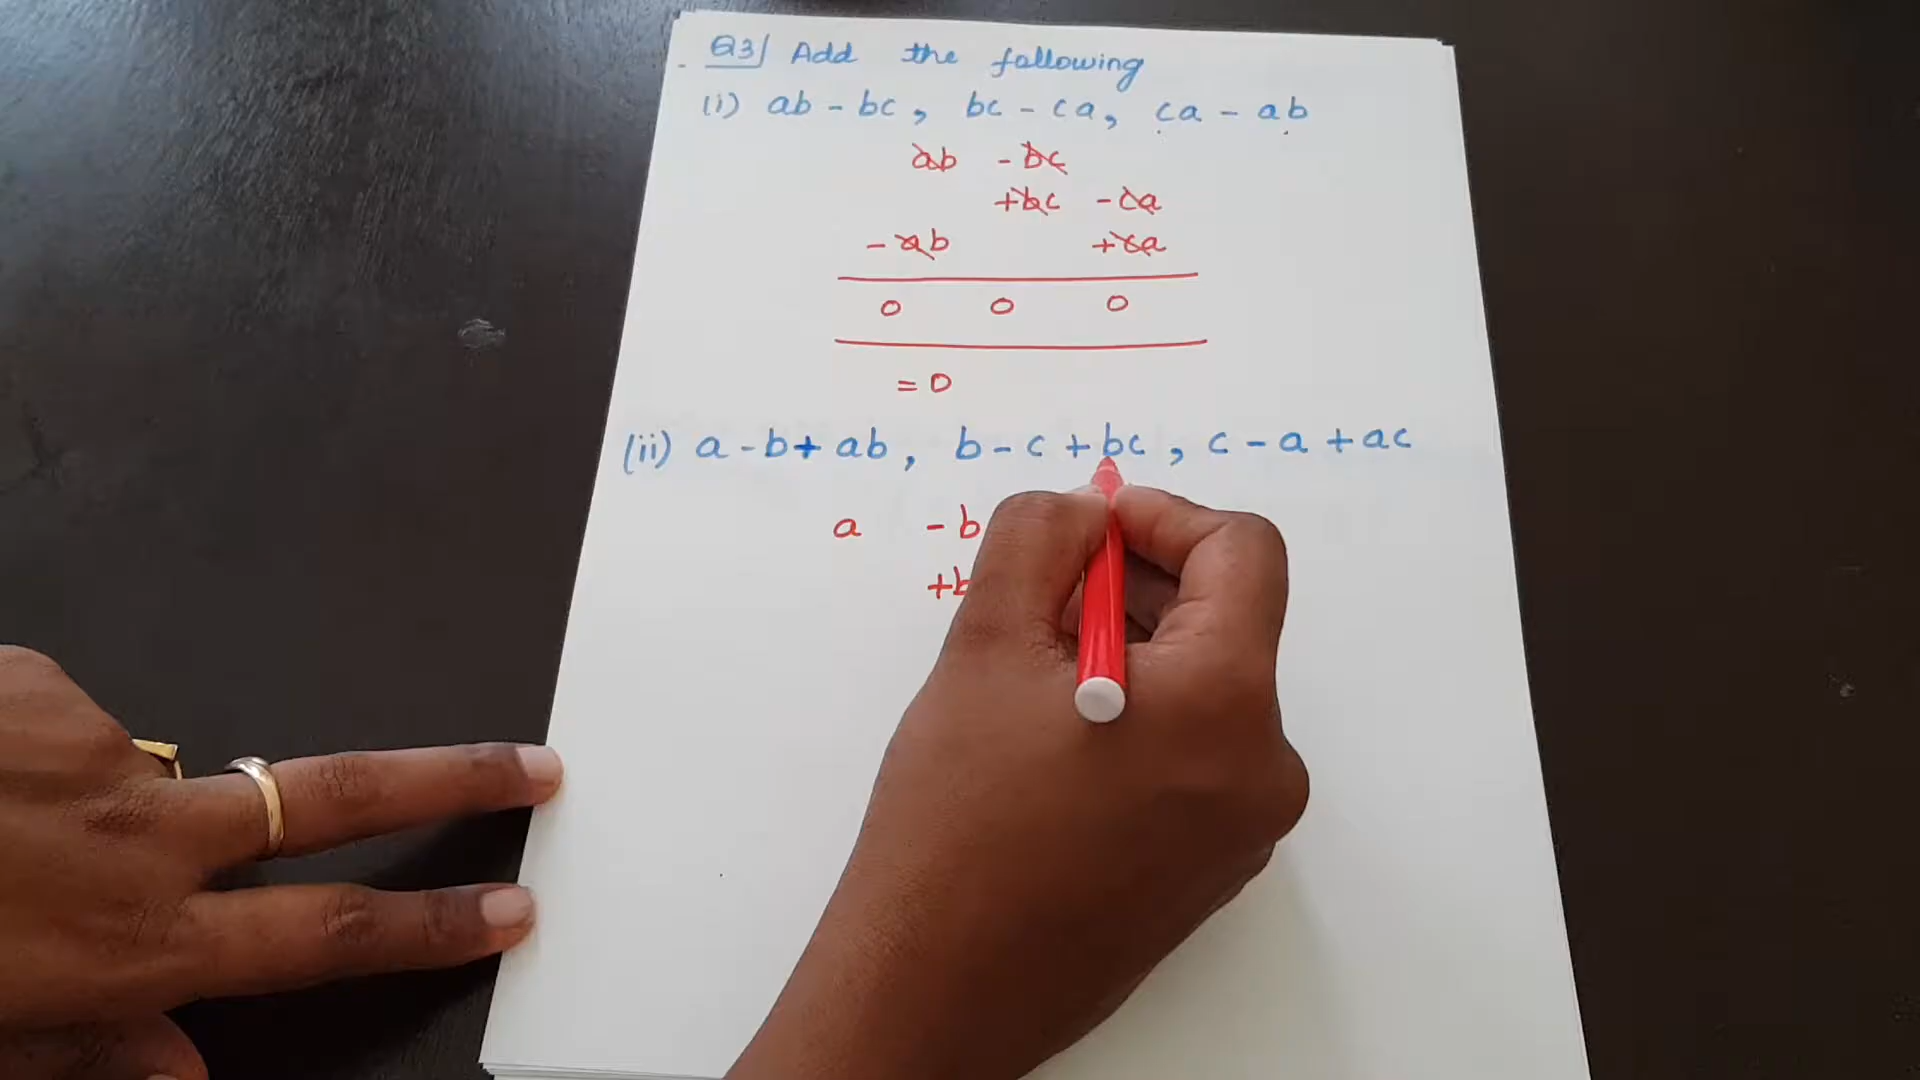 Q3/ Add the following
(i) ab - bc, bc - ca, ca - ab
ab - bc
+bc - ca
- ab +ca
0 0 0
= 0
(ii) a - b + ab, b - c + bc, c - a + ac
a - b
+b